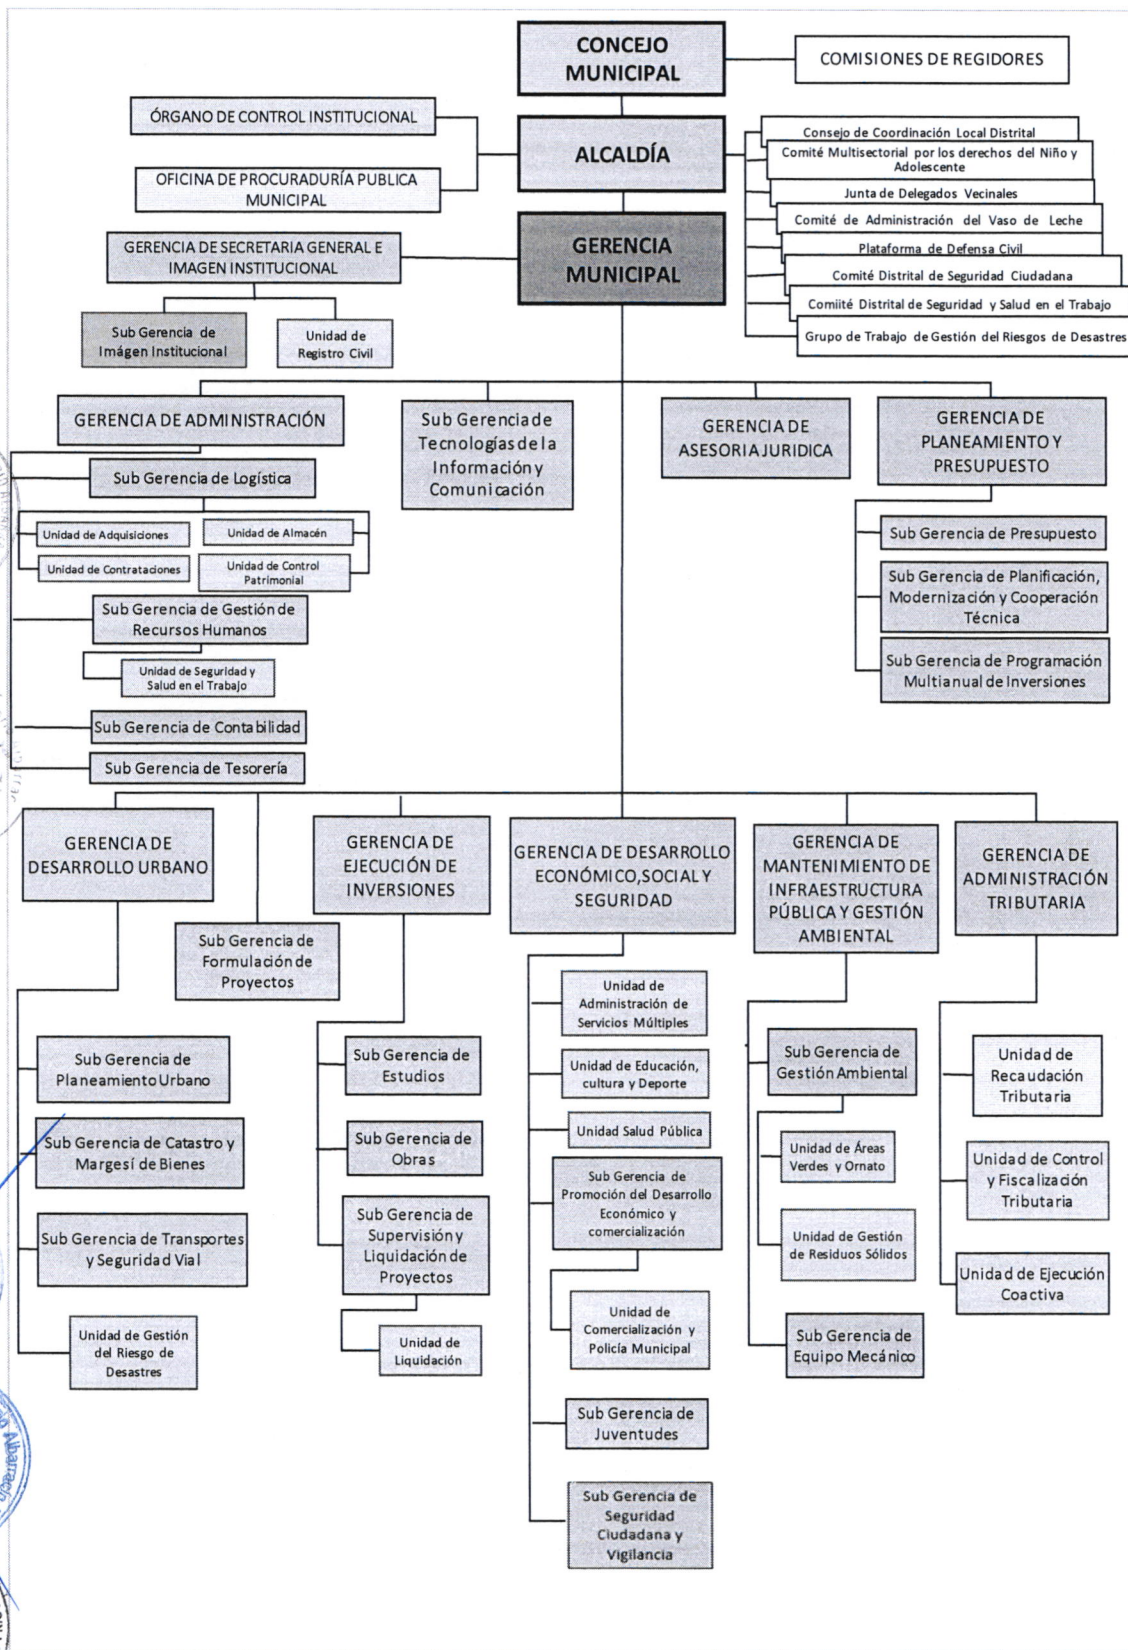 CONCEJO
MUNICIPAL
COMISIONES DE REGIDORES
ÓRGANO DE CONTROL INSTITUCIONAL
ALCALDÍA
OFICINA DE PROCURADURÍA PUBLICA
MUNICIPAL
Consejo de Coordinación Local Distrital
Comité Multisectorial por los derechos del Niño y
Adolescente
Junta de Delegados Vecinales
Comité de Administración del Vaso de Leche
Plataforma de Defensa Civil
Comité Distrital de Seguridad Ciudadana
Comiité Distrital de Seguridad y Salud en el Trabajo
Grupo de Trabajo de Gestión del Riesgos de Desastres
GERENCIA DE SECRETARIA GENERAL E
IMAGEN INSTITUCIONAL
GERENCIA
MUNICIPAL
Sub Gerencia de
Imágen Institucional
Unidad de
Registro Civil
GERENCIA DE ADMINISTRACIÓN
Sub Gerencia de
Tecnologías de la
Información y
Comunicación
GERENCIA DE
ASESORIA JURIDICA
GERENCIA DE
PLANEAMIENTO Y
PRESUPUESTO
Sub Gerencia de Logística
Unidad de Adquisiciones
Unidad de Almacén
Unidad de Contrataciones
Unidad de Control
Patrimonial
Sub Gerencia de Gestión de
Recursos Humanos
Unidad de Seguridad y
Salud en el Trabajo
Sub Gerencia de Contabilidad
Sub Gerencia de Tesorería
Sub Gerencia de Presupuesto
Sub Gerencia de Planificación,
Modernización y Cooperación
Técnica
Sub Gerencia de Programación
Multianual de Inversiones
GERENCIA DE
DESARROLLO URBANO
Sub Gerencia de
Formulación de
Proyectos
GERENCIA DE
EJECUCIÓN DE
INVERSIONES
GERENCIA DE DESARROLLO
ECONÓMICO,SOCIAL Y
SEGURIDAD
GERENCIA DE
MANTENIMIENTO DE
INFRAESTRUCTURA
PÚBLICA Y GESTIÓN
AMBIENTAL
GERENCIA DE
ADMINISTRACIÓN
TRIBUTARIA
Sub Gerencia de
Planeamiento Urbano
Sub Gerencia de Catastro y
Margesí de Bienes
Sub Gerencia de Transportes
y Seguridad Vial
Unidad de Gestión
del Riesgo de
Desastres
Sub Gerencia de
Estudios
Sub Gerencia de
Obras
Sub Gerencia de
Supervisión y
Liquidación de
Proyectos
Unidad de
Liquidación
Unidad de
Administración de
Servicios Múltiples
Unidad de Educación,
cultura y Deporte
Unidad Salud Pública
Sub Gerencia de
Promoción del Desarrollo
Económico y
comercialización
Unidad de
Comercialización y
Policía Municipal
Sub Gerencia de
Juventudes
Sub Gerencia de
Seguridad
Ciudadana y
Vigilancia
Sub Gerencia de
Gestión Ambiental
Unidad de Áreas
Verdes y Ornato
Unidad de Gestión
de Residuos Sólidos
Sub Gerencia de
Equipo Mecánico
Unidad de
Recaudación
Tributaria
Unidad de Control
y Fiscalización
Tributaria
Unidad de Ejecución
Coactiva
Albarracín